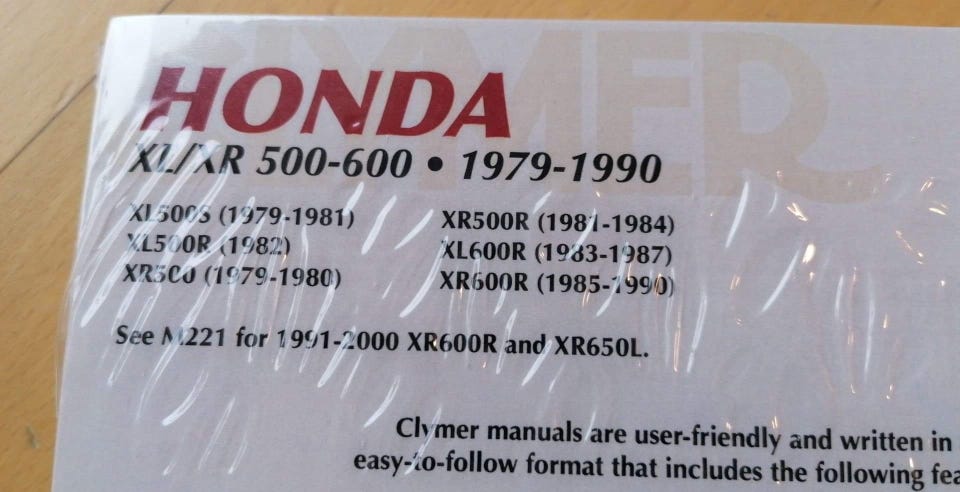 CLYMER
HONDA
XL/XR 500-600 • 1979-1990
XL500S (1979-1981)
XL500R (1982)
XR500 (1979-1980)
XR500R (1981-1984)
XL600R (1983-1987)
XR600R (1985-1990)
See M221 for 1991-2000 XR600R and XR650L.
Clymer manuals are user-friendly and written in
easy-to-follow format that includes the following fea